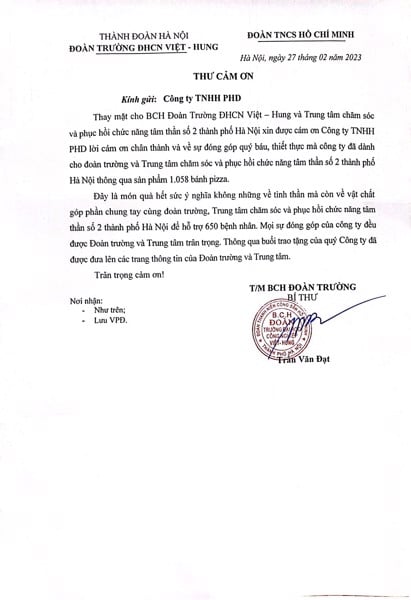 THÀNH ĐOÀN HÀ NỘI
ĐOÀN TRƯỜNG ĐHCN VIỆT - HUNG
ĐOÀN TNCS HỒ CHÍ MINH
Hà Nội, ngày 27 tháng 02 năm 2023
THƯ CẢM ƠN
Kính gửi: Công ty TNHH PHD
Thay mặt cho BCH Đoàn Trường ĐHCN Việt – Hung và Trung tâm chăm sóc
và phục hồi chức năng tâm thần số 2 thành phố Hà Nội xin được cám ơn Công ty TNHH
PHD lời cám ơn chân thành và về sự đóng góp quý báu, thiết thực mà công ty đã dành
cho đoàn trường và Trung tâm chăm sóc và phục hồi chức năng tâm thần số 2 thành phố
Hà Nội thông qua sản phẩm 1.058 bánh pizza.
Đây là món quà hết sức ý nghĩa không những về tinh thần mà còn về vật chất
góp phần chung tay cùng đoàn trường, Trung tâm chăm sóc và phục hồi chức năng tâm
thần số 2 thành phố Hà Nội để hỗ trợ 650 bệnh nhân. Mọi sự đóng góp của công ty đều
được Đoàn trường và Trung tâm trân trọng. Thông qua buổi trao tặng của quý Công ty đã
được đưa lên các trang thông tin của Đoàn trường và Trung tâm.
Trân trọng cảm ơn!
T/M BCH ĐOÀN TRƯỜNG
BÍ THƯ
Nơi nhận:
- Như trên;
- Lưu VPĐ.
B.C.H
ĐOÀN
TRƯỜNG ĐẠI HỌC
CÔNG NGHIỆP
VIỆT-HUNG
Trần Văn Đạt